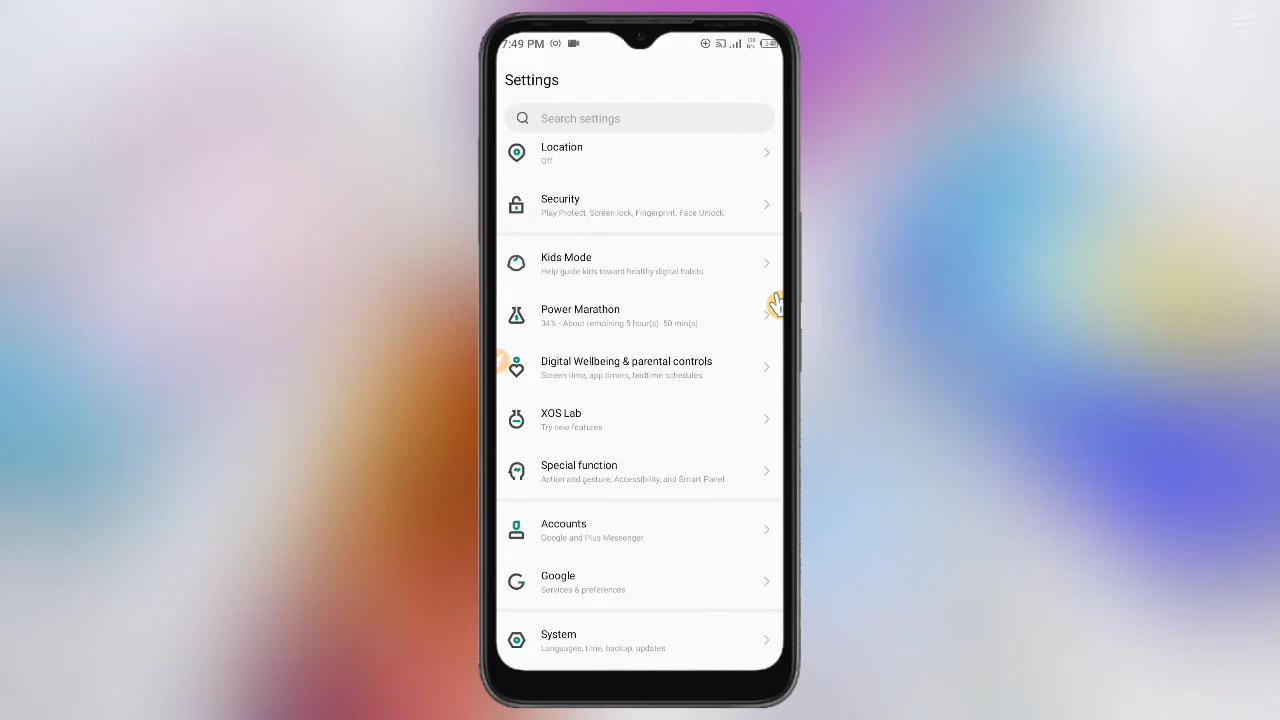 7:49 PM
Settings
Search settings
Location
Off
Security
Play Protect, Screen lock, Fingerprint, Face Unlock
Kids Mode
Help guide kids toward healthy digital habits
Power Marathon
34% - About remaining 5 hour(s) 50 min(s)
Digital Wellbeing & parental controls
Screen time, app timers, bedtime schedules
XOS Lab
Try new features
Special function
Action and gesture, Accessibility, and Smart Panel
Accounts
Google and Plus Messenger
Google
Services & preferences
System
Languages, time, backup, updates